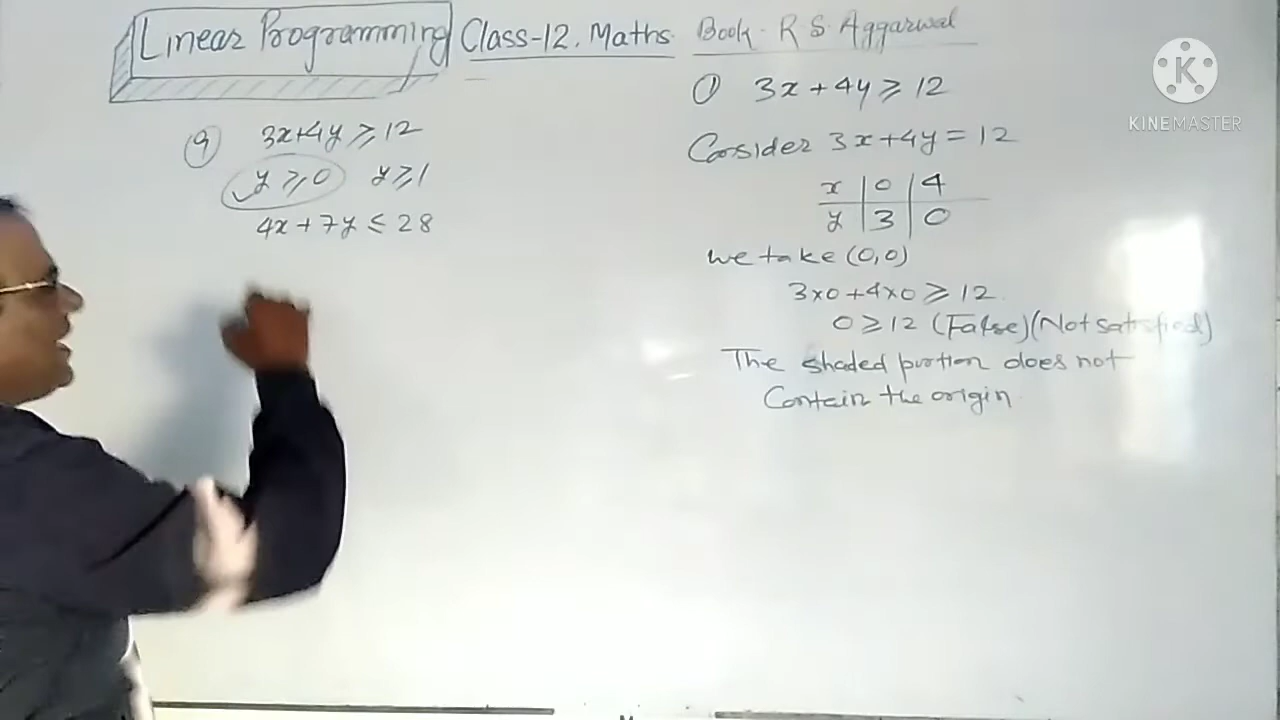 Linear Programming Class-12. Maths. Book - R S Aggarwal
9 3x+4y ≥ 12
y ≥ 0 y ≥ 1
4x + 7y ≤ 28
① 3x + 4y ≥ 12
Consider 3x + 4y = 12
x | 0 | 4
y | 3 | 0
we take (0,0)
3×0 + 4×0 ≥ 12
0 ≥ 12 (False) (Not satisfied)
The shaded portion does not
Contain the origin
K
KINEMASTER